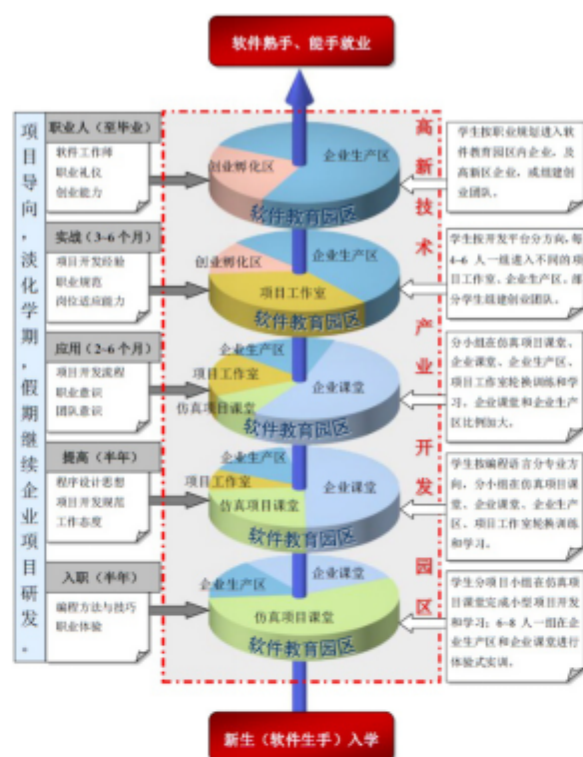 软件熟手、能手就业
项目导向，淡化学期，假期继续企业项目研发。
高新技术产业开发园区
职业人（至毕业）
软件工作师
职业礼仪
创业能力
创业孵化区
企业生产区
软件教育园区
学生按职业规划进入软
件教育园区内企业，及
高新区企业，或组建创
业团队。
实战（3~6个月）
项目开发经验
职业规范
岗位适应能力
创业孵化区
企业生产区
项目工作室
软件教育园区
学生按开发平台分方向，每
4~6 人一组进入不同的项
目工作室、企业生产区，部
分学生组建创业团队。
应用（2~6个月）
项目开发流程
职业意识
团队意识
企业生产区
项目工作室
仿真项目课堂
企业课堂
软件教育园区
分小组在仿真项目课堂、
企业课堂、企业生产区、
项目工作室轮换训练和学
习。企业课堂和企业生产
区比例加大。
提高（半年）
程序设计思想
项目开发规范
工作态度
企业生产区
项目工作室
仿真项目课堂
企业课堂
软件教育园区
学生按编程语言分专业方
向，分小组在仿真项目课
堂、企业课堂、企业生产
区、项目工作室轮换训练
和学习。
入职（半年）
编程方法与技巧
职业体验
企业生产区
企业课堂
仿真项目课堂
软件教育园区
学生分项目小组在仿真项
目课堂完成小型项目开发
和学习；6~8 人一组在企
业生产区和企业课堂进行
体验式实训。
新生（软件生手）入学